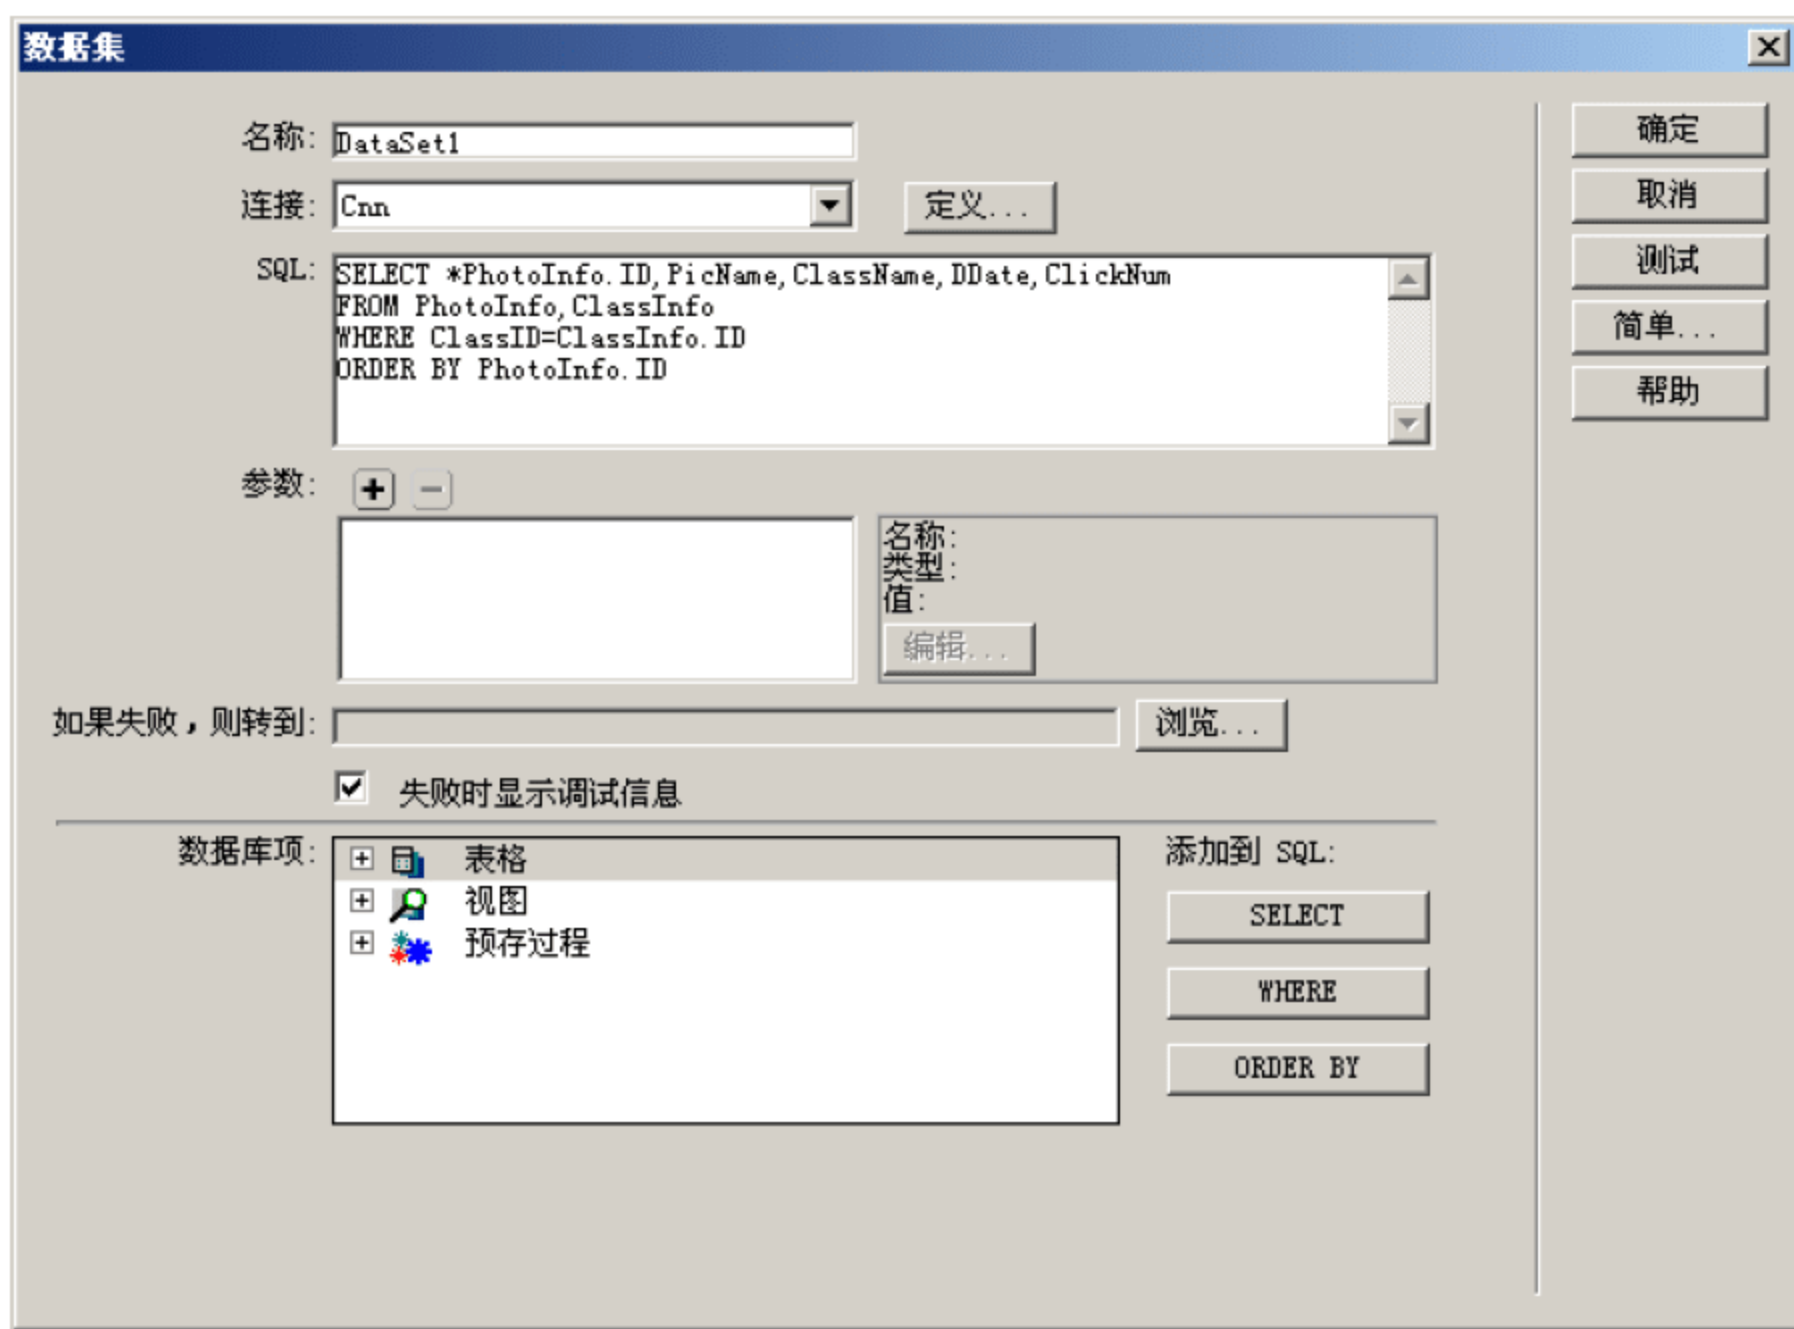 数据集
名称: DataSet1
连接: Cnn 定义...
SQL: SELECT *PhotoInfo.ID,PicName,ClassName,DDate,ClickNum
FROM PhotoInfo,ClassInfo
WHERE ClassID=ClassInfo.ID
ORDER BY PhotoInfo.ID
参数:
名称:
类型:
值:
编辑...
如果失败，则转到: 浏览...
失败时显示调试信息
数据库项:
表格
视图
预存过程
添加到 SQL:
SELECT
WHERE
ORDER BY
确定
取消
测试
简单...
帮助